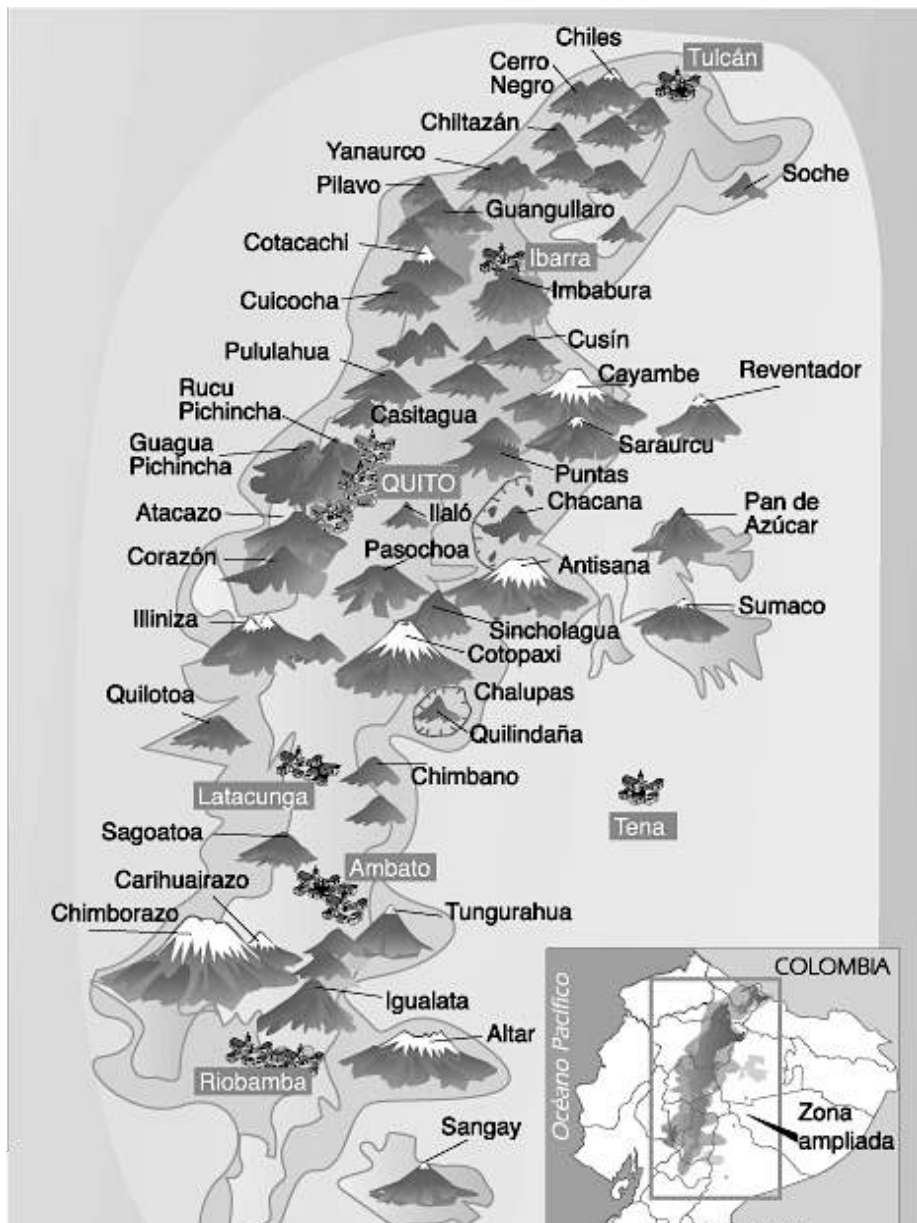 Chiles
Cerro
Negro
Tulcán
Chiltazán
Yanaurco
Pilavo
Soche
Guangullaro
Cotacachi
Ibarra
Imbabura
Cuicocha
Cusín
Pululahua
Cayambe
Reventador
Rucu
Pichincha
Casitagua
Guagua
Pichincha
Saraurcu
Puntas
QUITO
Chacana
Atacazo
Ilaló
Pan de
Azúcar
Corazón
Pasochoa
Antisana
Illiniza
Sumaco
Sincholagua
Cotopaxi
Quilotoa
Chalupas
Quilindaña
Chimbano
Latacunga
Tena
Sagoatoa
Ambato
Carihuairazo
Chimborazo
Tungurahua
Igualata
Altar
Riobamba
Sangay
COLOMBIA
Océano Pacífico
Zona
ampliada